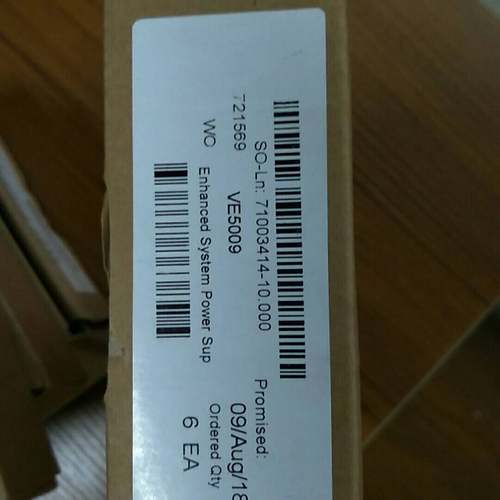 SO-Ln: 71003414-10.000
Promised:
721569
VE5009
09/Aug/18
WO
Enhanced System Power Sup
Ordered Qty
6 EA